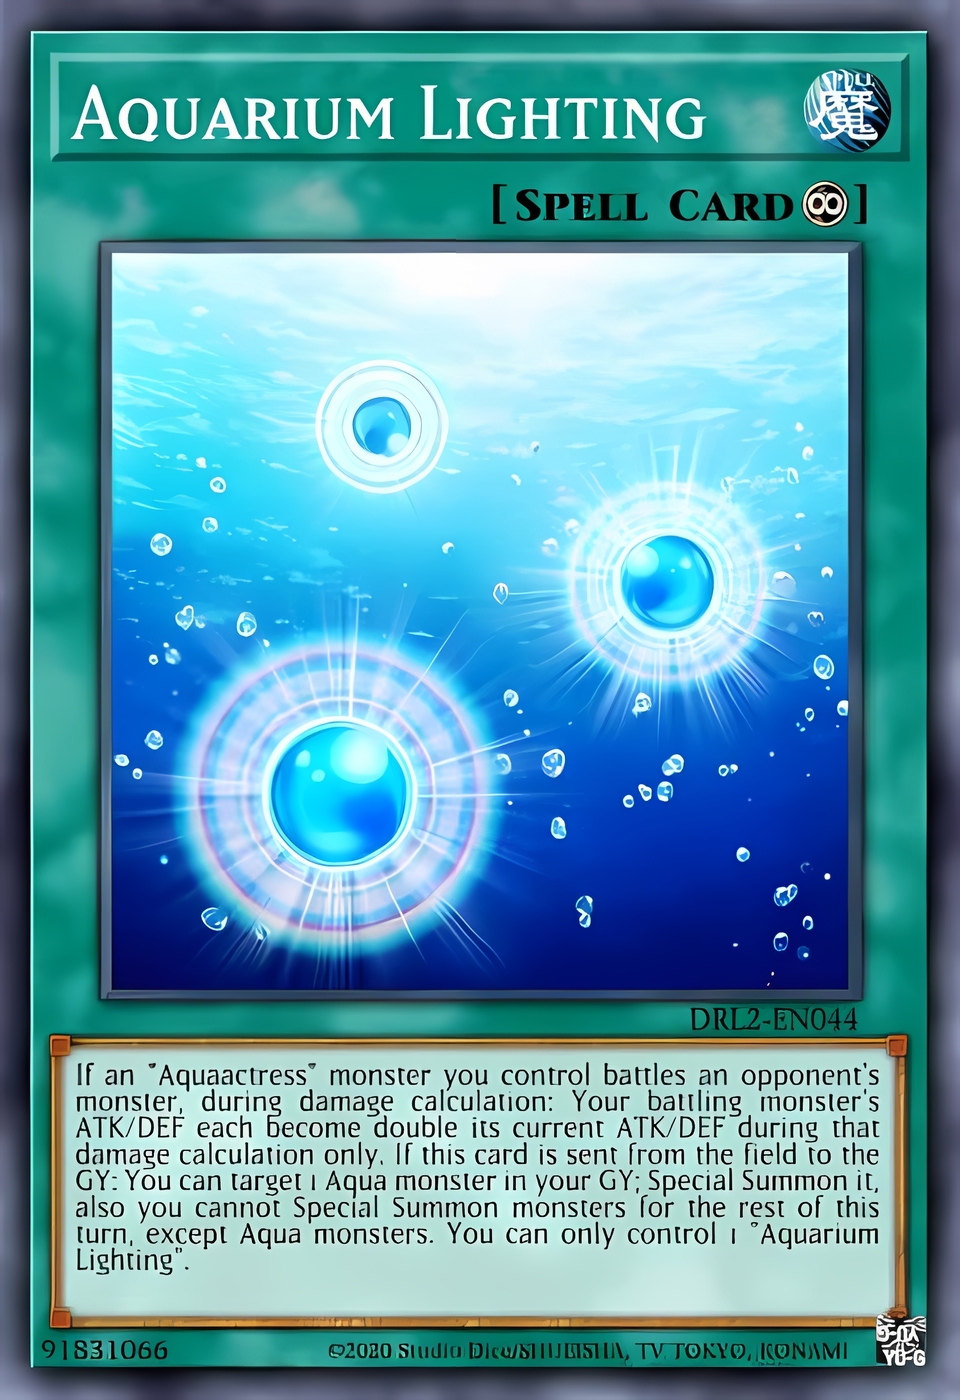 AQUARIUM LIGHTING
魔
[SPELL CARD]
DRL2-EN044
If an "Aquaactress" monster you control battles an opponent's
monster, during damage calculation: Your battling monster's
ATK/DEF each become double its current ATK/DEF during that
damage calculation only. If this card is sent from the field to the
GY: You can target 1 Aqua monster in your GY; Special Summon it,
also you cannot Special Summon monsters for the rest of this
turn, except Aqua monsters. You can only control 1 "Aquarium
Lighting".
91831066
©2020 Studio Dice/SHUEISHA, TV TOKYO, KONAMI